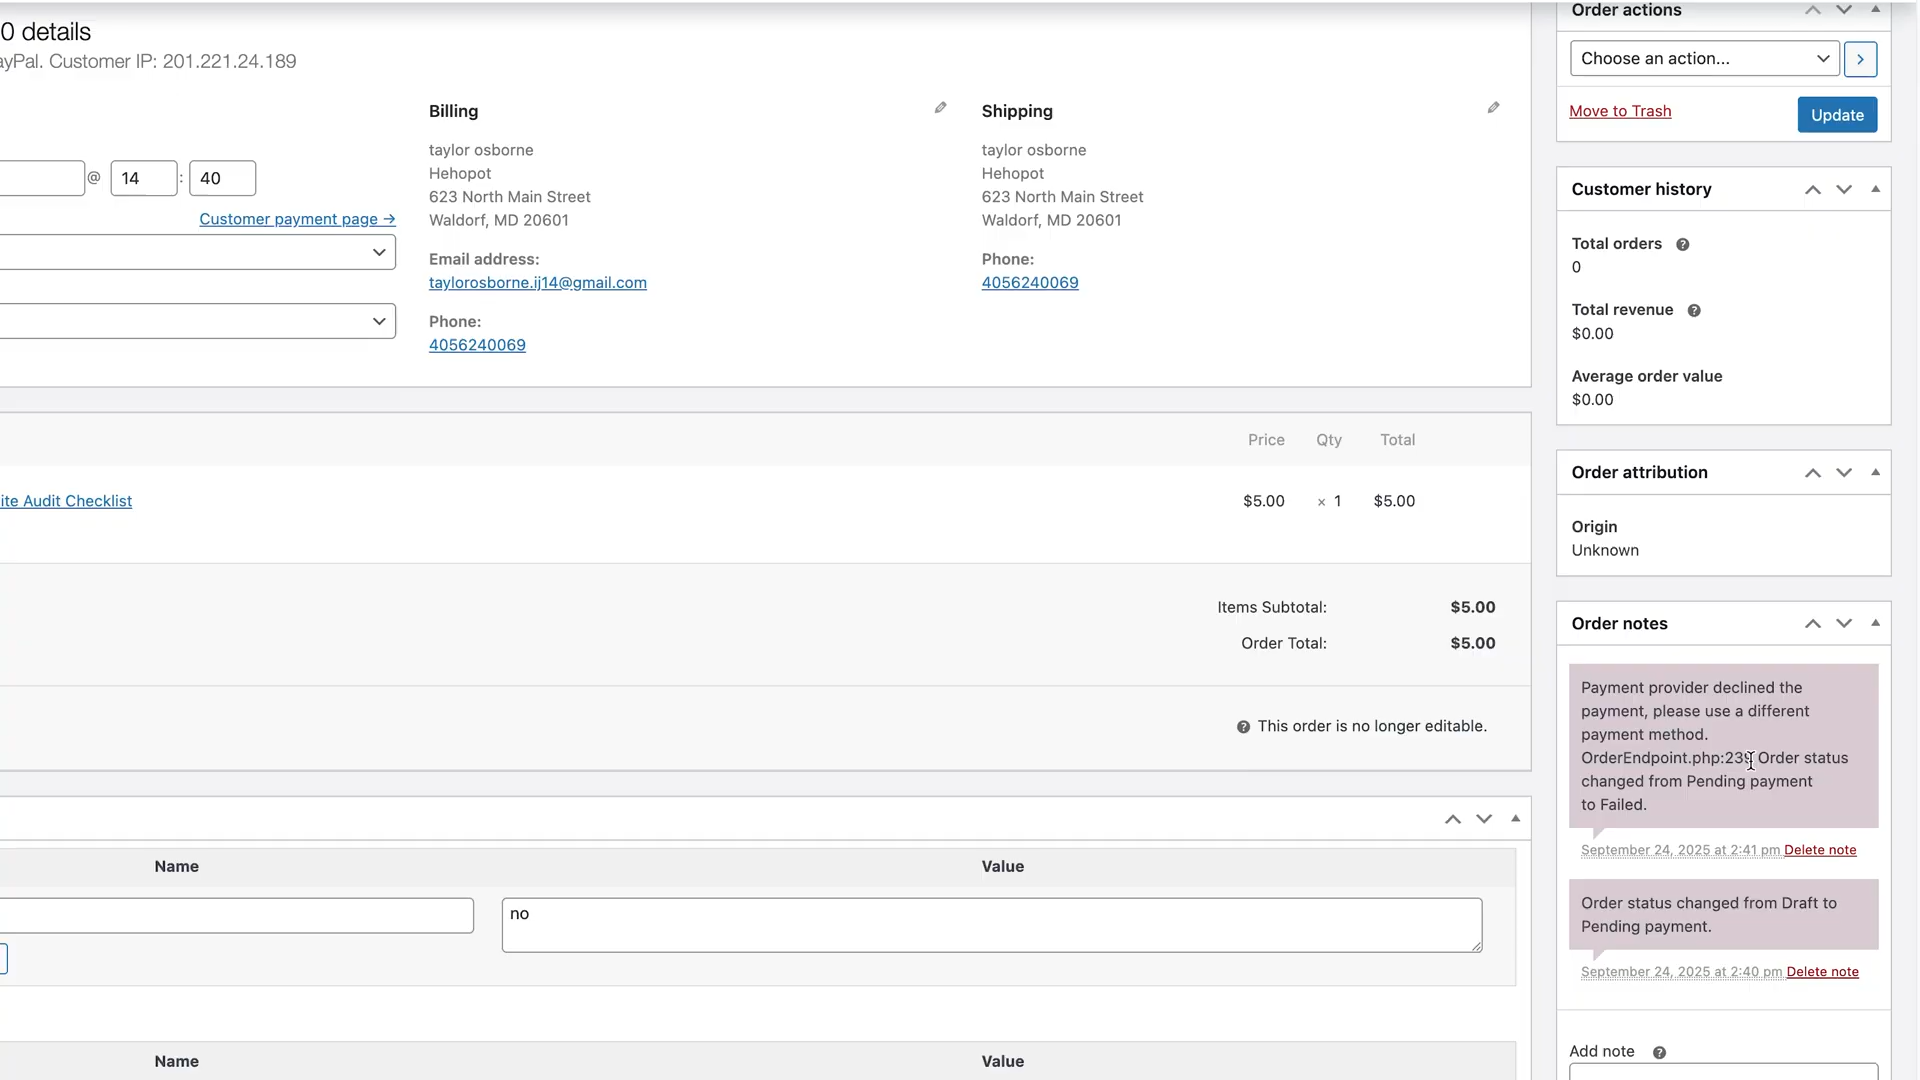 0 details
ayPal. Customer IP: 201.221.24.189
@ 14 : 40
Customer payment page →
Billing
taylor osborne
Hehopot
623 North Main Street
Waldorf, MD 20601
Email address:
taylorosborne.ij14@gmail.com
Phone:
4056240069
Shipping
taylor osborne
Hehopot
623 North Main Street
Waldorf, MD 20601
Phone:
4056240069
Price Qty Total
ite Audit Checklist
$5.00 × 1 $5.00
Items Subtotal: $5.00
Order Total: $5.00
This order is no longer editable.
Name Value
no
Name Value
Order actions
Choose an action...
Move to Trash
Update
Customer history
Total orders
0
Total revenue
$0.00
Average order value
$0.00
Order attribution
Origin
Unknown
Order notes
Payment provider declined the
payment, please use a different
payment method.
OrderEndpoint.php:239 Order status
changed from Pending payment
to Failed.
September 24, 2025 at 2:41 pm Delete note
Order status changed from Draft to
Pending payment.
September 24, 2025 at 2:40 pm Delete note
Add note